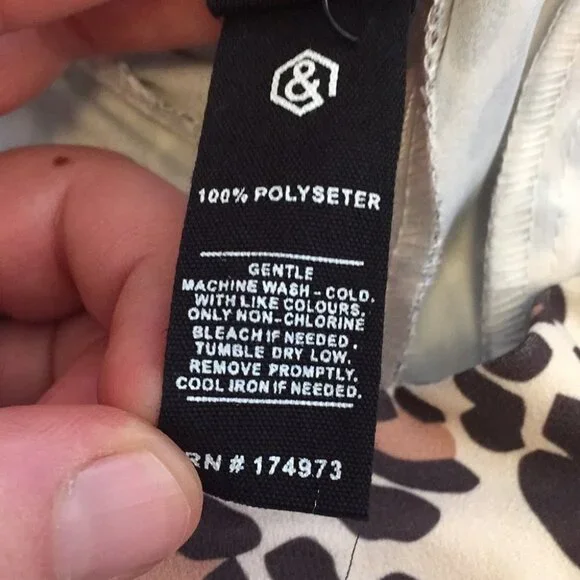 &
100% POLYSETER
GENTLE
MACHINE WASH - COLD.
WITH LIKE COLOURS.
ONLY NON-CHLORINE
BLEACH IF NEEDED.
TUMBLE DRY LOW.
REMOVE PROMPTLY.
COOL IRON IF NEEDED.
RN # 174973